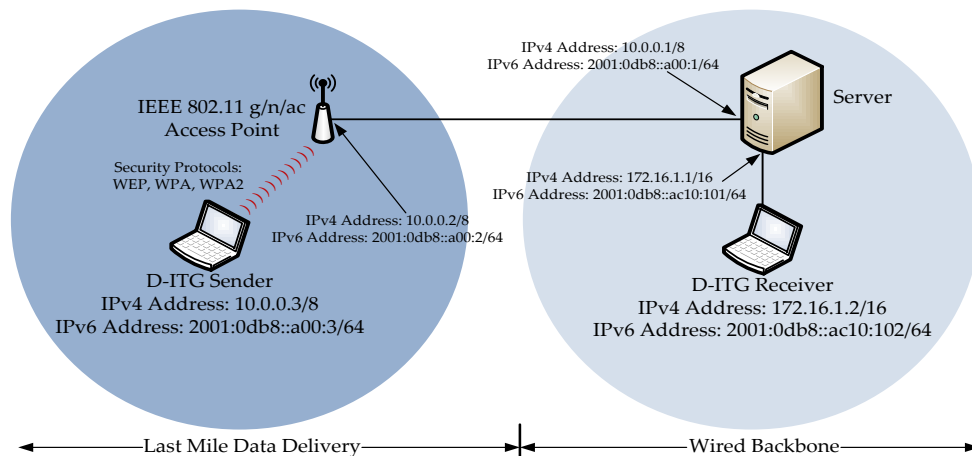 IPv4 Address: 10.0.0.1/8
IPv6 Address: 2001:0db8::a00:1/64
Server
IEEE 802.11 g/n/ac
Access Point
Security Protocols:
WEP, WPA, WPA2
IPv4 Address: 172.16.1.1/16
IPv6 Address: 2001:0db8::ac10:101/64
IPv4 Address: 10.0.0.2/8
IPv6 Address: 2001:0db8::a00:2/64
D-ITG Sender
IPv4 Address: 10.0.0.3/8
IPv6 Address: 2001:0db8::a00:3/64
D-ITG Receiver
IPv4 Address: 172.16.1.2/16
IPv6 Address: 2001:0db8::ac10:102/64
Last Mile Data Delivery
Wired Backbone